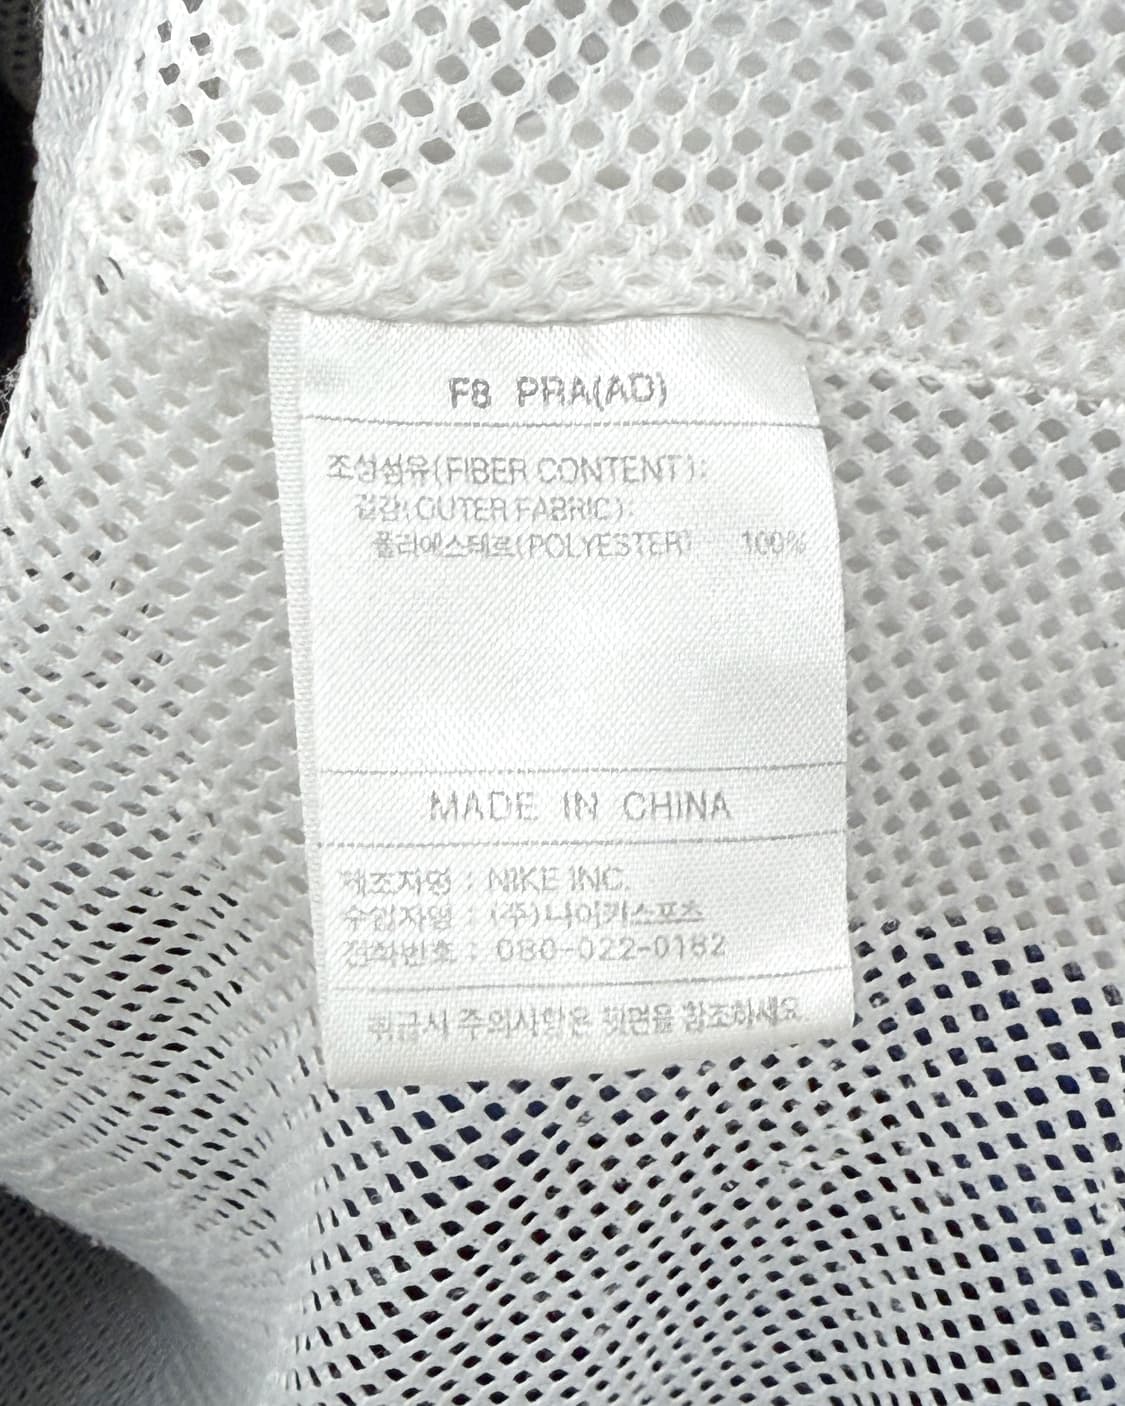 F8 PRA(AD)
조성섬유(FIBER CONTENT):
겉감(OUTER FABRIC):
폴리에스테르(POLYESTER) 100%
MADE IN CHINA
제조자명 : NIKE INC.
수입자명 : (주)나이키스포츠
전화번호 : 080-022-0182
취급시 주의사항은 뒷면을 참조하세요